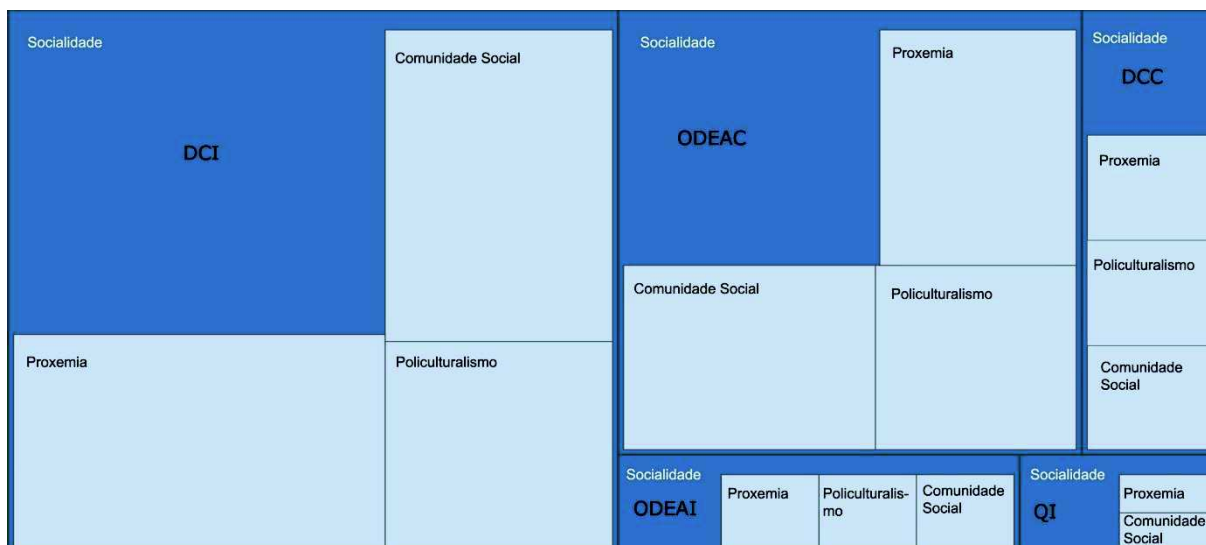 Socialidade
DCI
Comunidade Social
Proxemia
Policulturalismo
Socialidade
ODEAC
Proxemia
Comunidade Social
Policulturalismo
Socialidade
DCC
Proxemia
Policulturalismo
Comunidade
Social
Socialidade
ODEAI
Proxemia
Policulturalis-
mo
Comunidade
Social
Socialidade
QI
Proxemia
Comunidade
Social